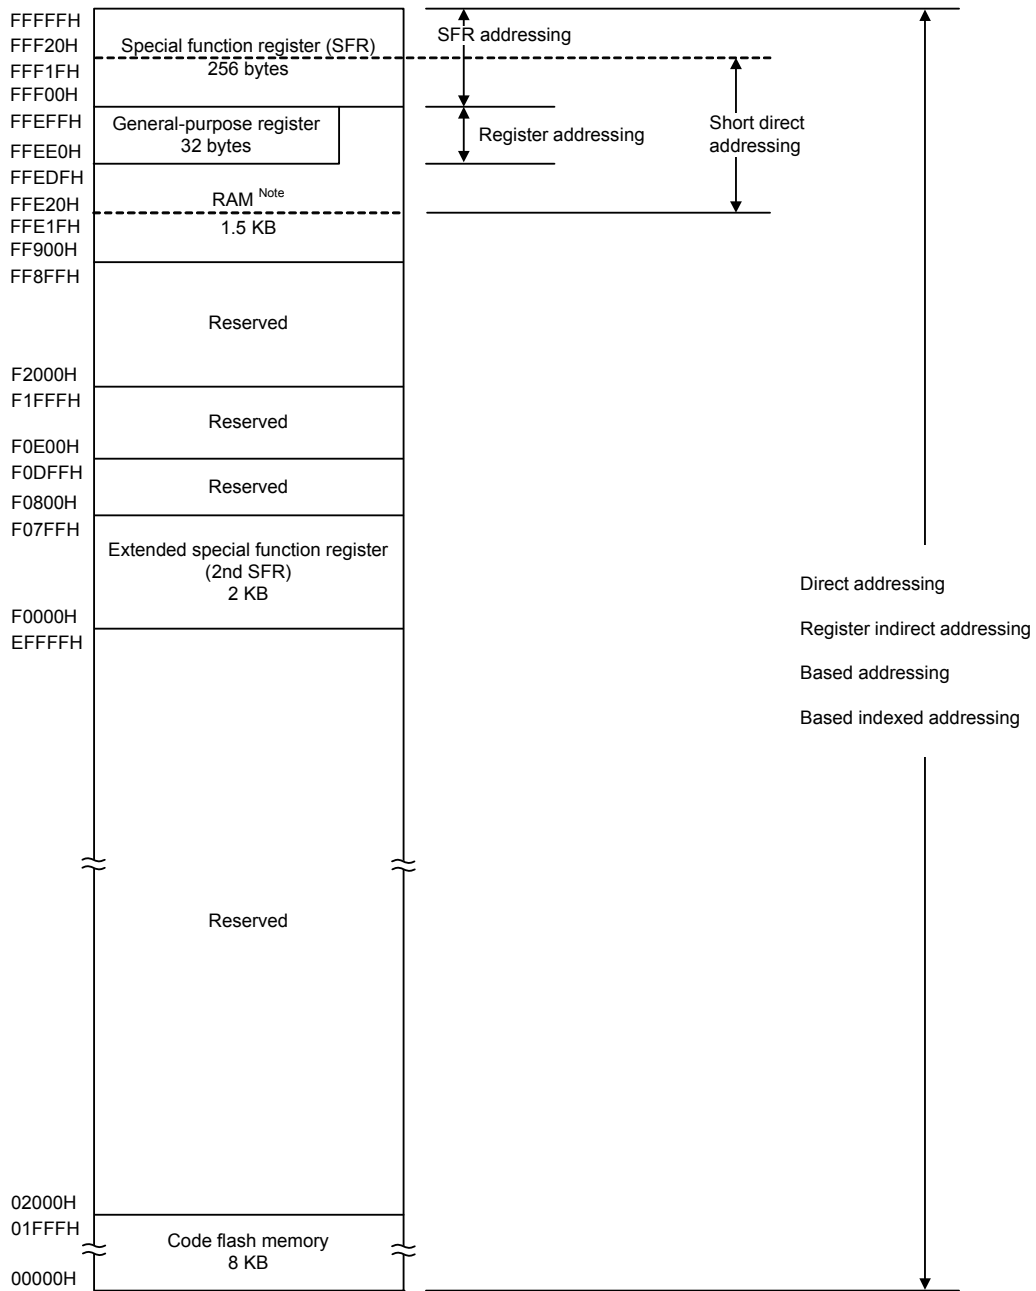 FFFFFH
FFF20H
FFF1FH
FFF00H
FFEFFH
FFEE0H
FFEDFH
FFE20H
FFE1FH
FF900H
FF8FFH
F2000H
F1FFFH
F0E00H
F0DFFH
F0800H
F07FFH
F0000H
EFFFFH
02000H
01FFFH
00000H
Special function register (SFR)
256 bytes
General-purpose register
32 bytes
RAM Note
1.5 KB
Reserved
Reserved
Reserved
Extended special function register
(2nd SFR)
2 KB
Reserved
Code flash memory
8 KB
SFR addressing
Register addressing
Short direct
addressing
Direct addressing
Register indirect addressing
Based addressing
Based indexed addressing